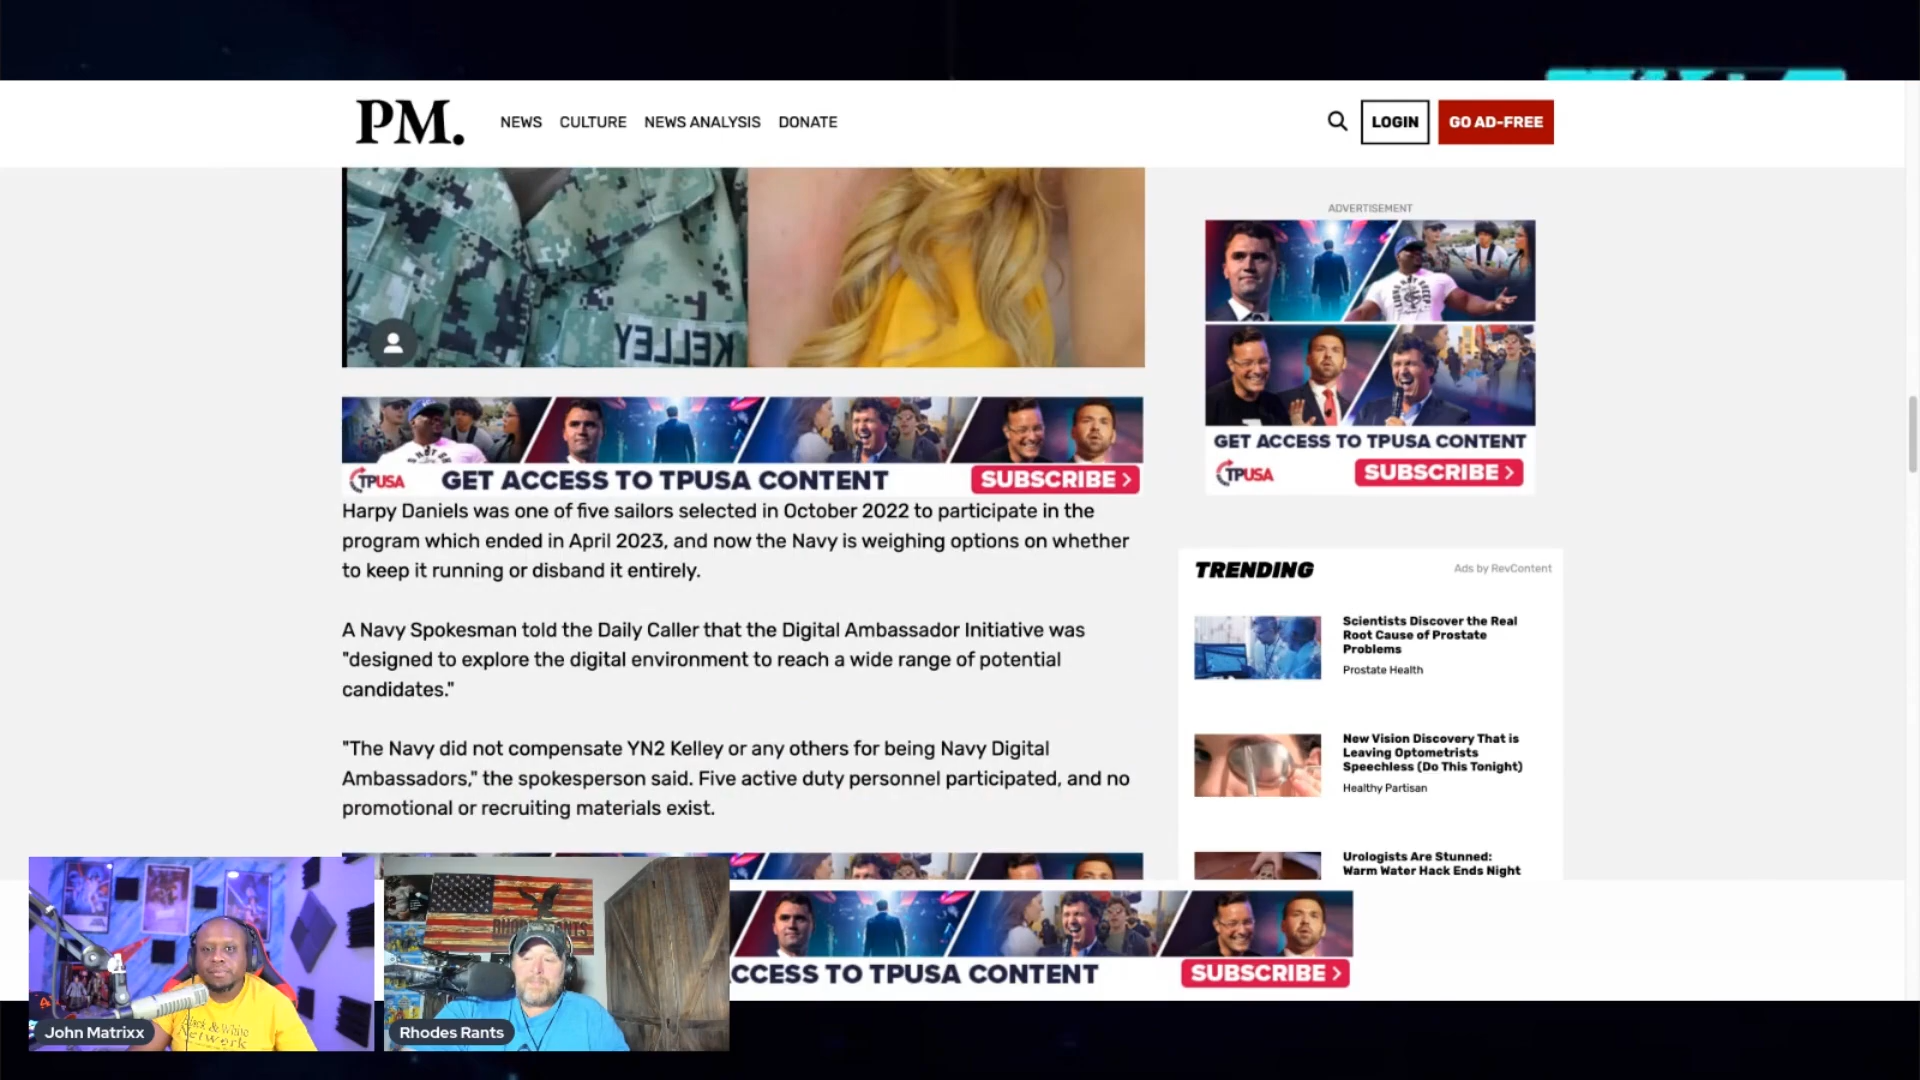 PM.
NEWS CULTURE NEWS ANALYSIS DONATE
LOGIN
GO AD-FREE
KELLEY
ADVERTISEMENT
GET ACCESS TO TPUSA CONTENT
TPUSA
SUBSCRIBE >
TPUSA
GET ACCESS TO TPUSA CONTENT
SUBSCRIBE >
Harpy Daniels was one of five sailors selected in October 2022 to participate in the
program which ended in April 2023, and now the Navy is weighing options on whether
to keep it running or disband it entirely.
A Navy Spokesman told the Daily Caller that the Digital Ambassador Initiative was
"designed to explore the digital environment to reach a wide range of potential
candidates."
"The Navy did not compensate YN2 Kelley or any others for being Navy Digital
Ambassadors," the spokesperson said. Five active duty personnel participated, and no
promotional or recruiting materials exist.
TRENDING
Ads by RevContent
Scientists Discover the Real
Root Cause of Prostate
Problems
Prostate Health
New Vision Discovery That is
Leaving Optometrists
Speechless (Do This Tonight)
Healthy Partisan
Urologists Are Stunned:
Warm Water Hack Ends Night
CCESS TO TPUSA CONTENT
SUBSCRIBE >
Black & White
Network
John Matrixx
RHODES RANTS
Rhodes Rants